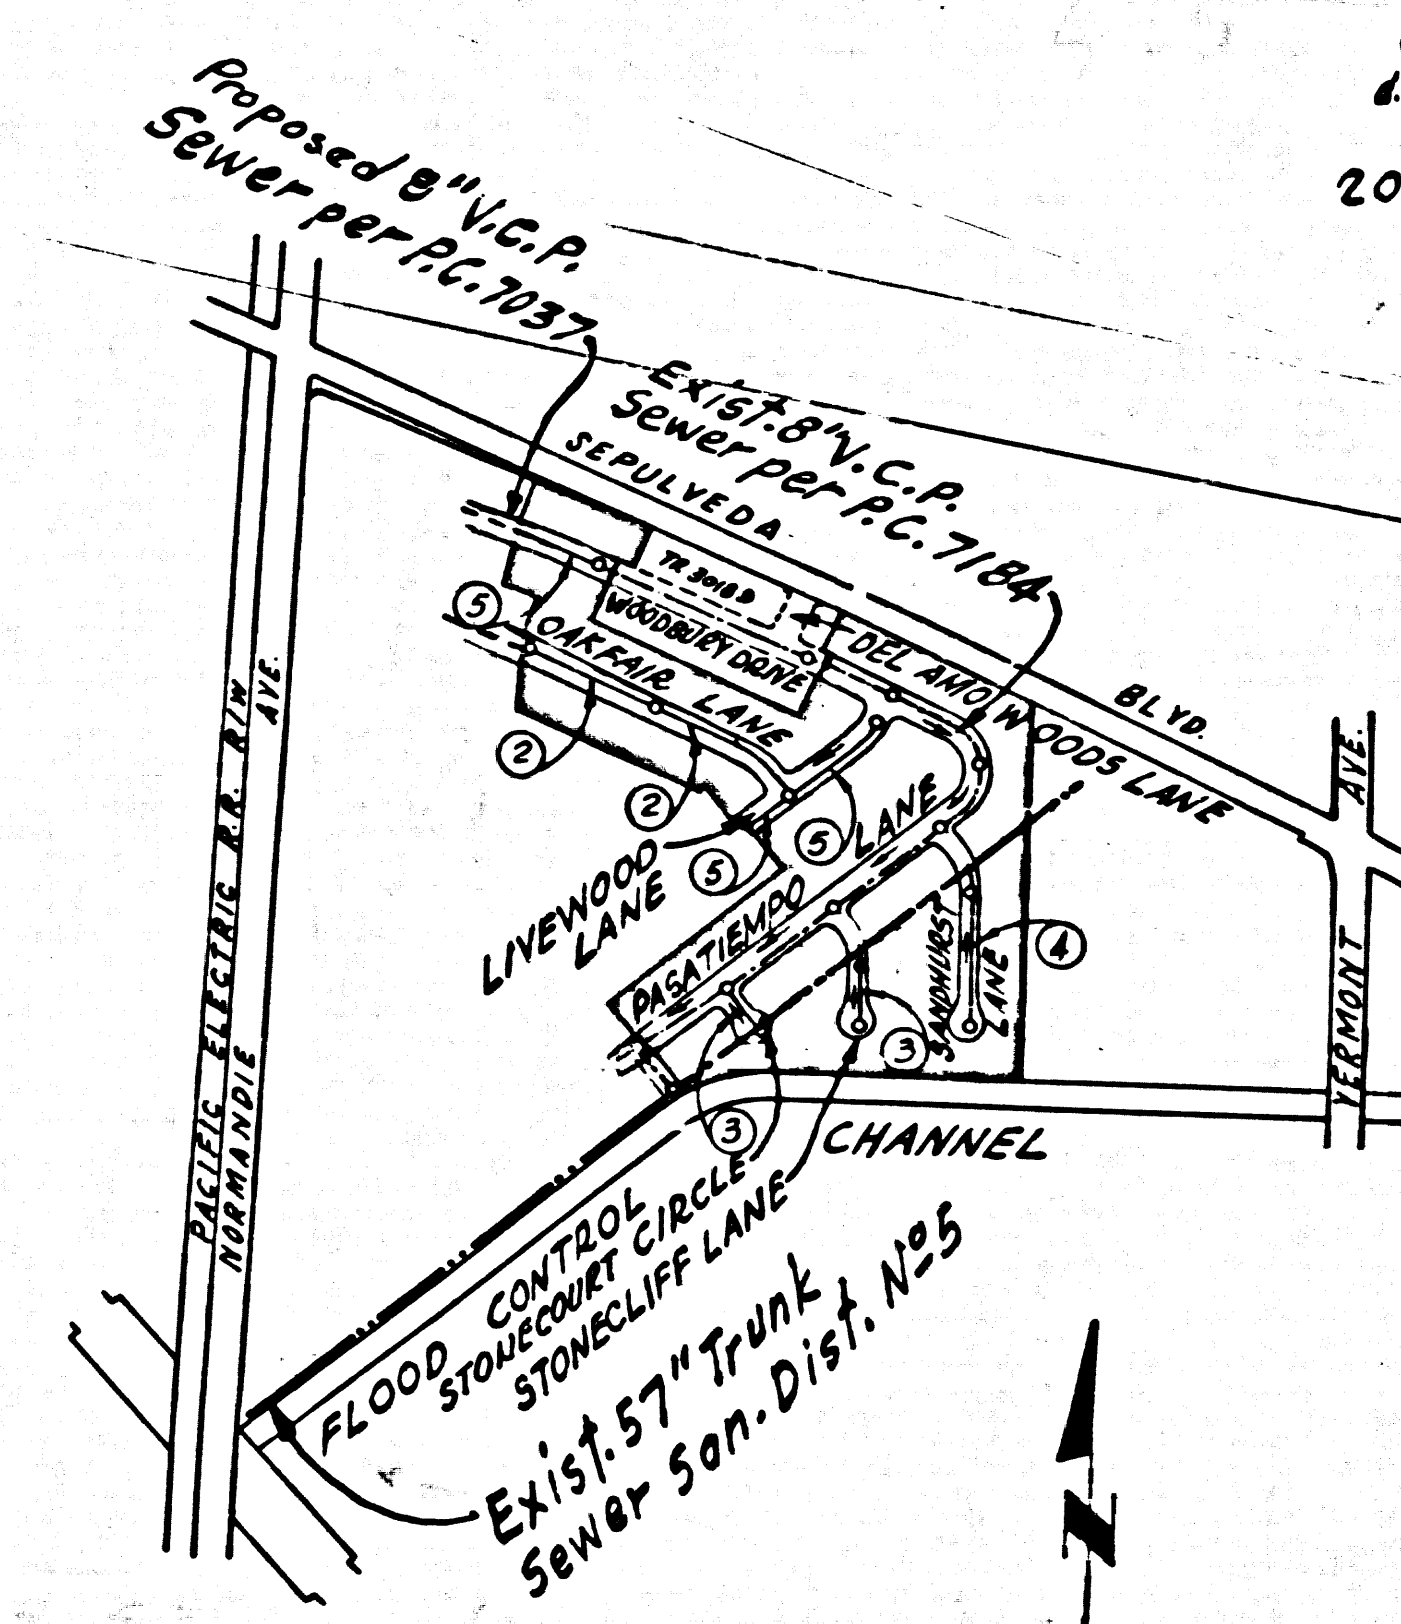 Proposed 8" V.C.P.
Sewer per P.C. 7037
20
Exist. 8" V.C.P.
Sewer per P.C. 7184
SEPULVEDA
BLVD.
TR 30183
WOODBURY DRIVE
DEL AMO WOODS LANE
5
OAKFAIR LANE
2
2
5
5
LIVEWOOD
LANE
PASATIEMPO LANE
SANDHURST
LANE
4
3
3
PACIFIC ELECTRIC R.R. R/W
NORMANDIE AVE.
VERMONT AVE.
FLOOD CONTROL CHANNEL
STONECOURT CIRCLE
STONECLIFF LANE
Exist. 57" Trunk
Sewer San. Dist. Nº 5
N